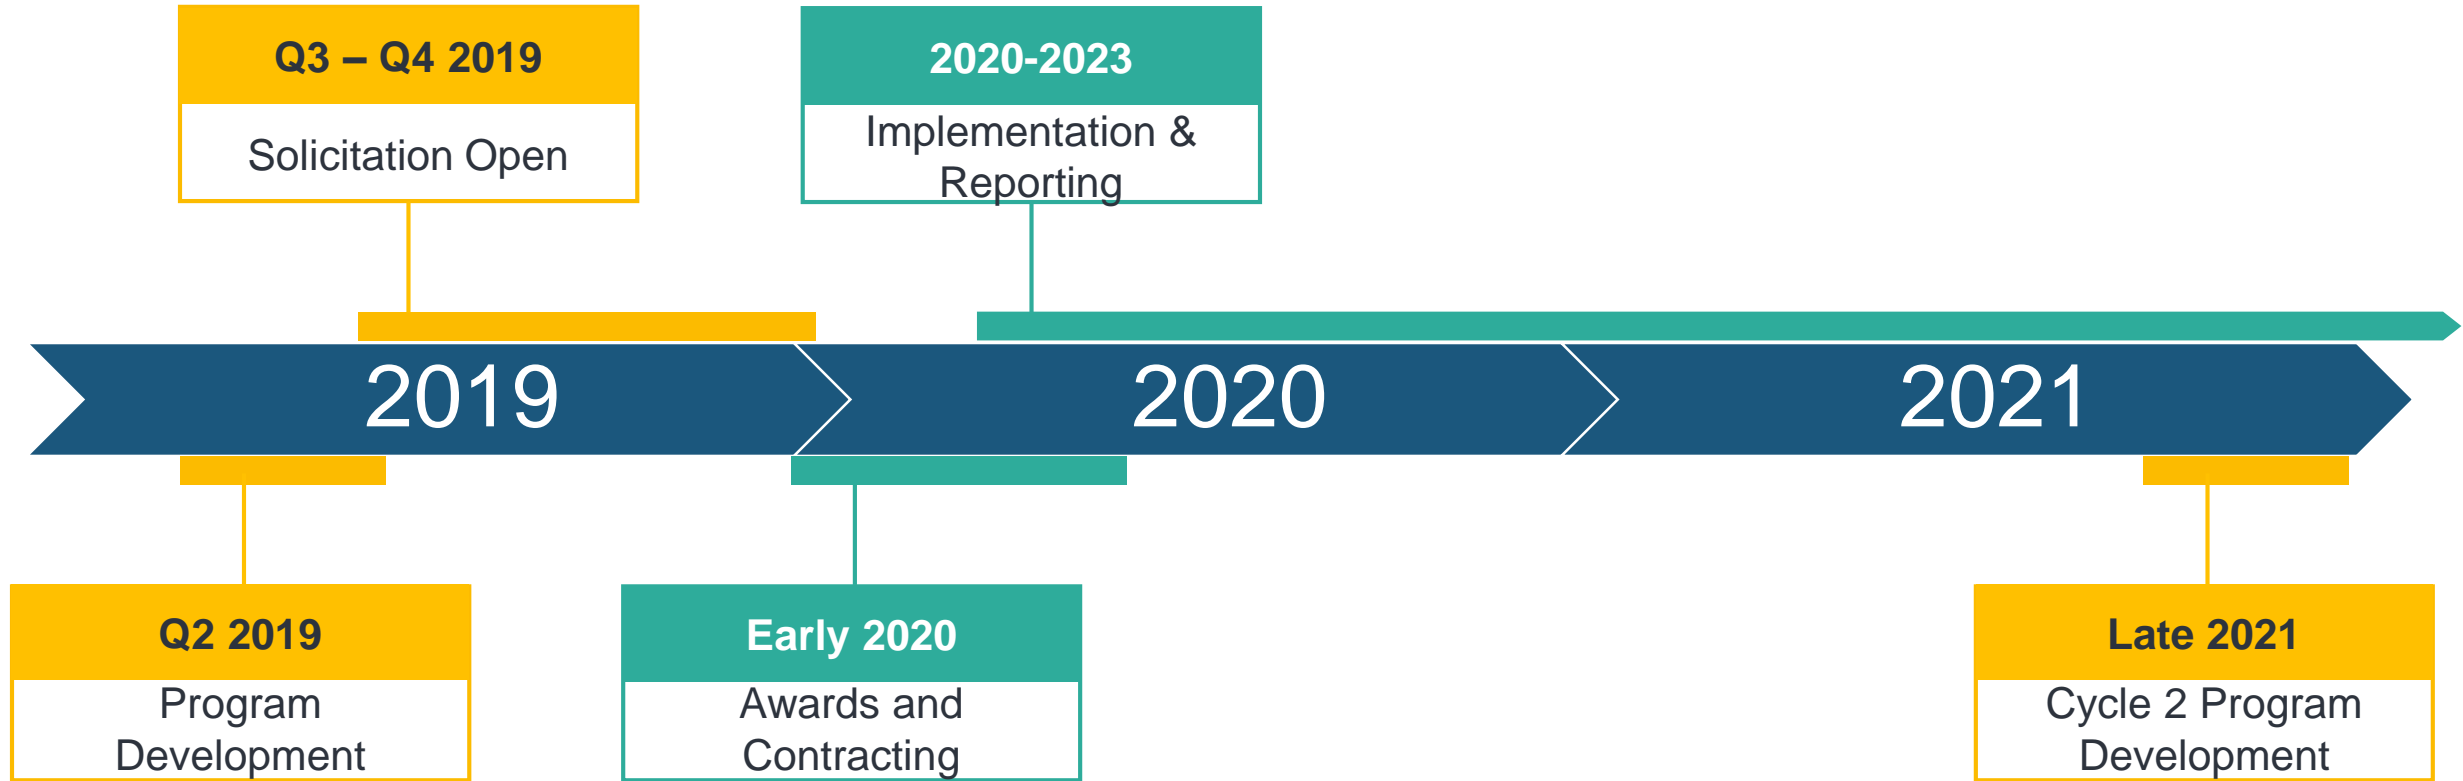 Q3 – Q4 2019
Solicitation Open
2020-2023
Implementation &
Reporting
2019
2020
2021
Q2 2019
Program
Development
Early 2020
Awards and
Contracting
Late 2021
Cycle 2 Program
Development